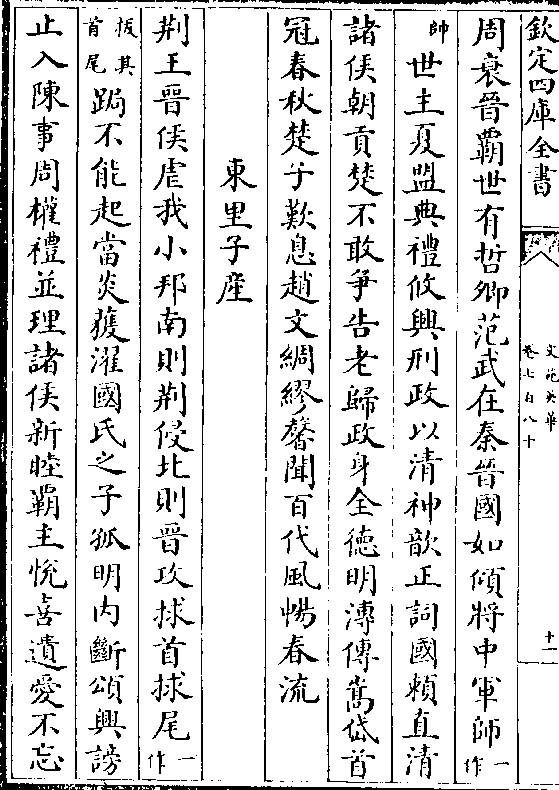 欽定四庫全書
文苑英華
卷七百八十
十一
周衰晉霸世有哲卿范武在秦晉國如傾將中軍師一作
帥世主夏盟典禮攸興刑政以清神歆正詞國賴直清
諸侯朝貢楚不敢爭告老歸政身全徳明溥傳嵩岱首
冠春秋楚子歎息趙文綢繆馨聞百代風暢春流
東里子産
荆王晉侯虐我小邦南則荆侵北則晉攻捄首捄尾一作
拔其首尾跼不能起當炎獲濯國氏之子孤明内斷頌興謗
止入陳事周權禮並理諸侯新睦霸主悅喜遺愛不忘